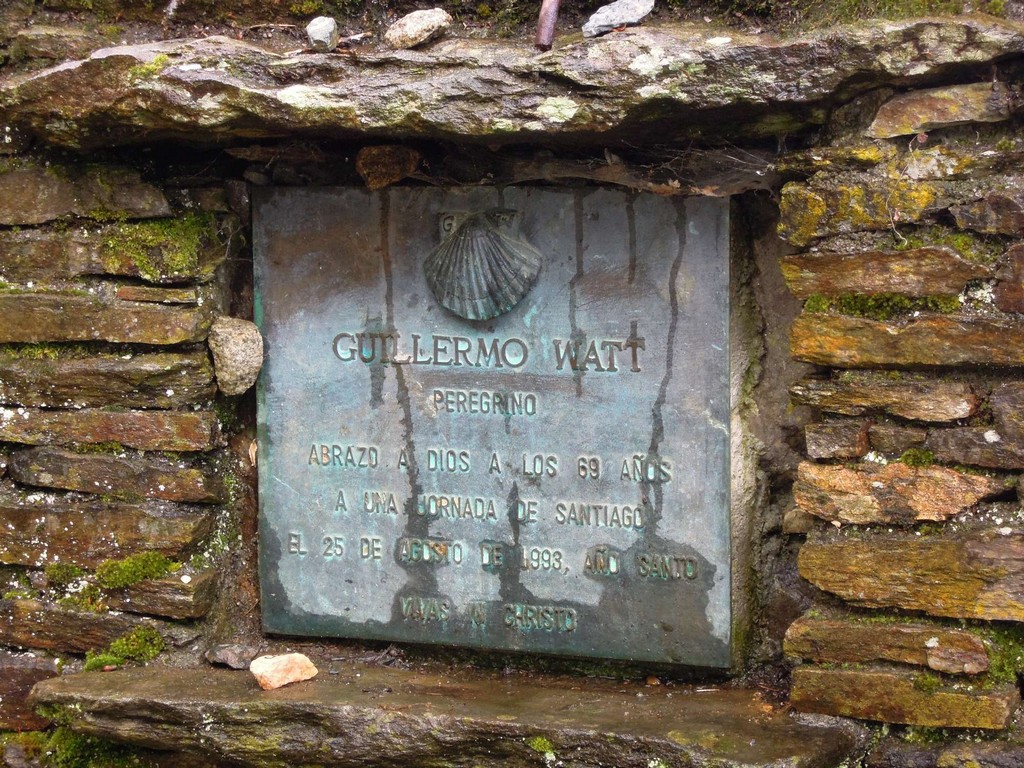 GUILLERMO WATT
PEREGRINO
ABRAZO A DIOS A LOS 69 AÑOS
A UNA JORNADA DE SANTIAGO
EL 25 DE AGOSTO DE 1993, AÑO SANTO
VIVAS IN CHRISTO